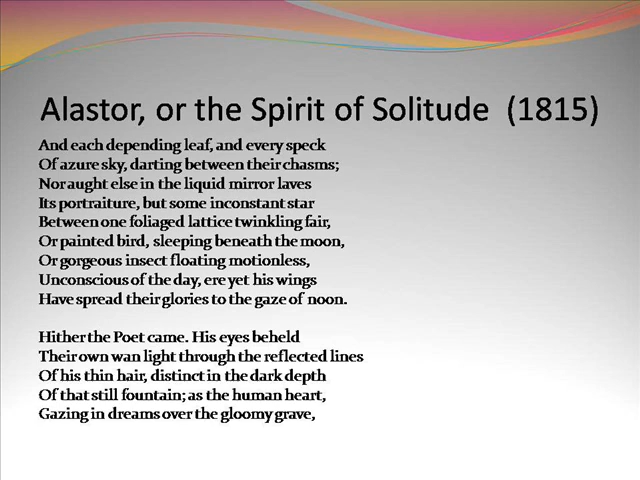 Alastor, or the Spirit of Solitude (1815)
And each depending leaf, and every speck
Of azure sky, darting between their chasms;
Nor aught else in the liquid mirror laves
Its portraiture, but some inconstant star
Between one foliaged lattice twinkling fair,
Or painted bird, sleeping beneath the moon,
Or gorgeous insect floating motionless,
Unconscious of the day, ere yet his wings
Have spread their glories to the gaze of noon.
Hither the Poet came. His eyes beheld
Their own wan light through the reflected lines
Of his thin hair, distinct in the dark depth
Of that still fountain; as the human heart,
Gazing in dreams over the gloomy grave,